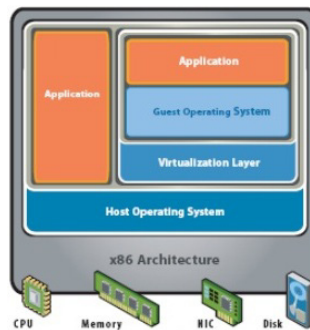 Application
Application
Guest Operating System
Virtualization Layer
Host Operating System
x86 Architecture
CPU Memory NIC Disk